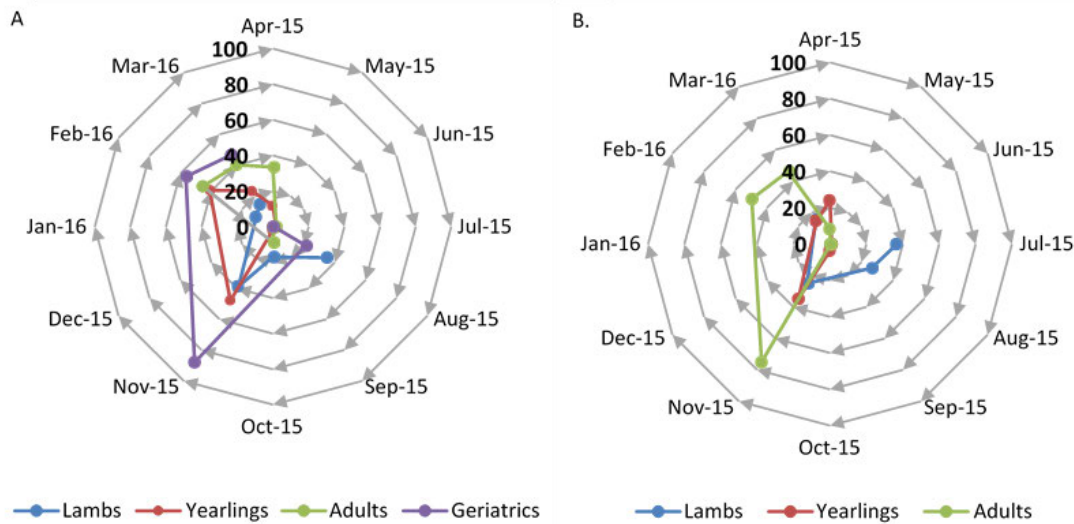 A
Apr-15
100
Mar-16
May-15
80
60
Feb-16
Jun-15
40
20
Jan-16
0
Jul-15
Dec-15
Aug-15
Nov-15
Sep-15
Oct-15
Lambs Yearlings Adults Geriatrics
B.
Apr-15
100
Mar-16
May-15
80
60
Feb-16
Jun-15
40
20
Jan-16
0
Jul-15
Dec-15
Aug-15
Nov-15
Sep-15
Oct-15
Lambs Yearlings Adults